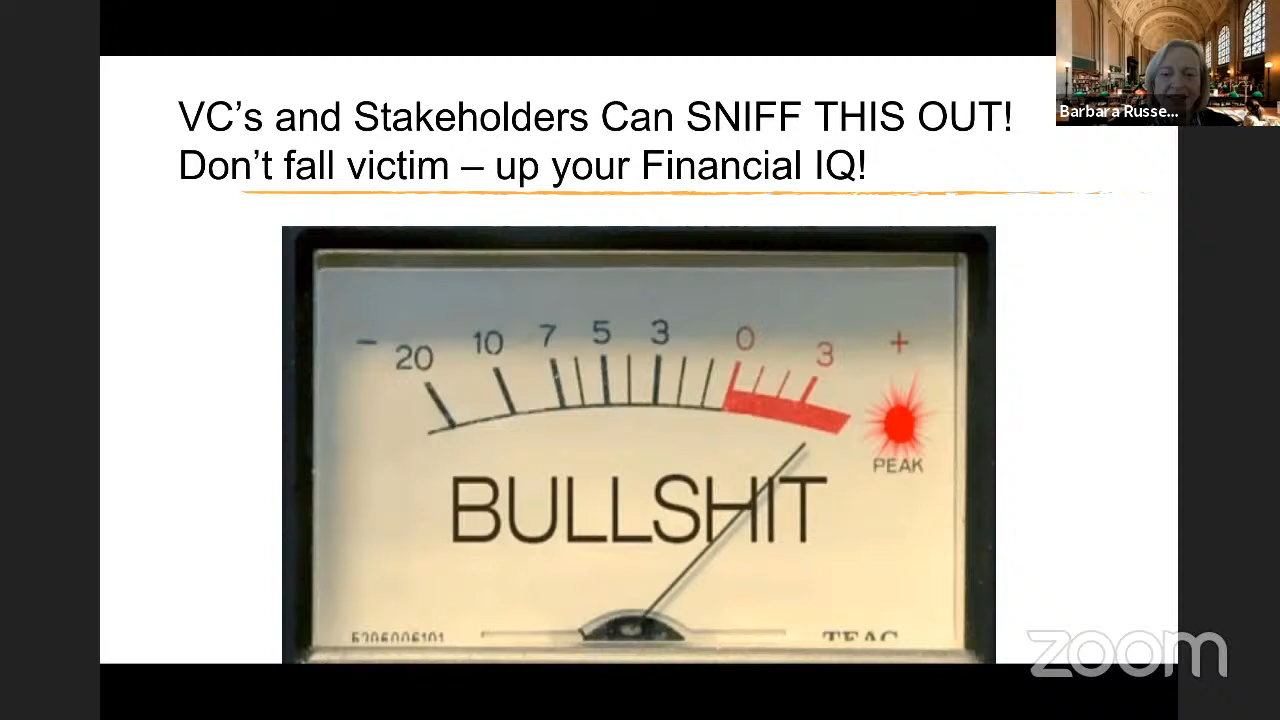 VC's and Stakeholders Can SNIFF THIS OUT!
Don't fall victim – up your Financial IQ!
Barbara Russe...
- 20 10 7 5 3 0 3 +
PEAK
BULLSHIT
TEAC
zoom